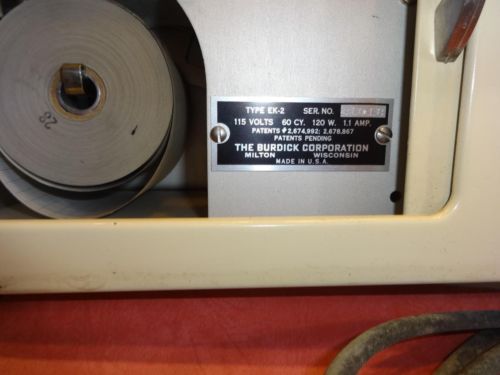 TYPE EK-2 SER. NO.
115 VOLTS 60 CY. 120 W. 1.1 AMP.
PATENTS # 2,674,992; 2,678,867
PATENTS PENDING
THE BURDICK CORPORATION
MILTON WISCONSIN
MADE IN U.S.A.
82